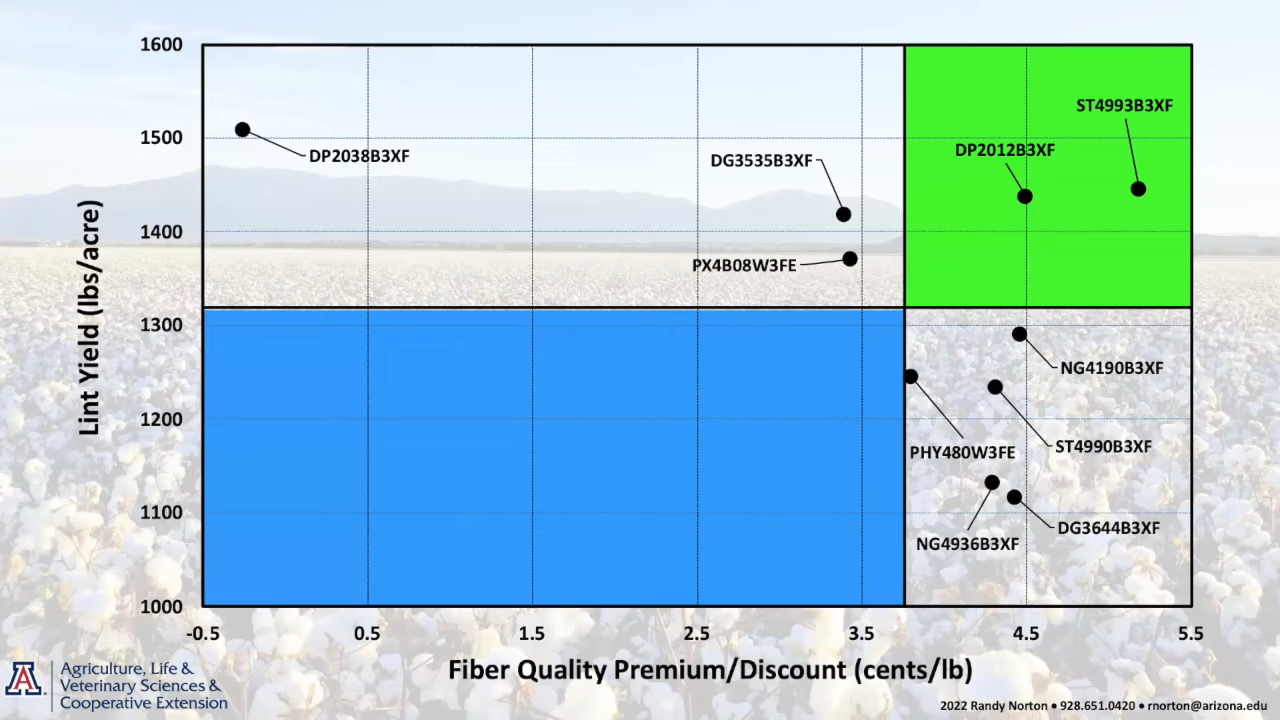 1600
ST4993B3XF
1500
DP2038B3XF
DG3535B3XF
DP2012B3XF
1400
PX4B08W3FE
1300
NG4190B3XF
1200
PHY480W3FE
ST4990B3XF
1100
NG4936B3XF
DG3644B3XF
1000
Lint Yield (lbs/acre)
-0.5 0.5 1.5 2.5 3.5 4.5 5.5
Fiber Quality Premium/Discount (cents/lb)
A
Agriculture, Life &
Veterinary Sciences &
Cooperative Extension
2022 Randy Norton ● 928.651.0420 ● rnorton@arizona.edu